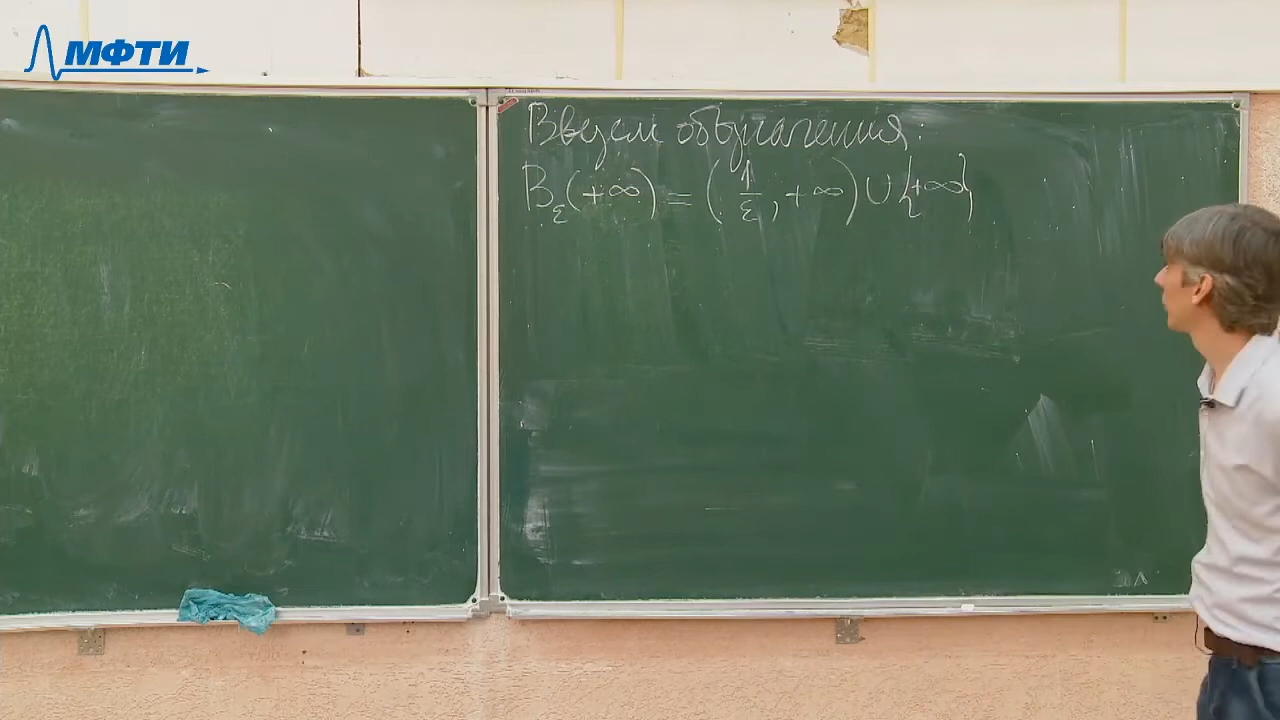 МФТИ
Введем обозначения:
B_ε(+∞) = (1/ε, +∞) ∪ {+∞}